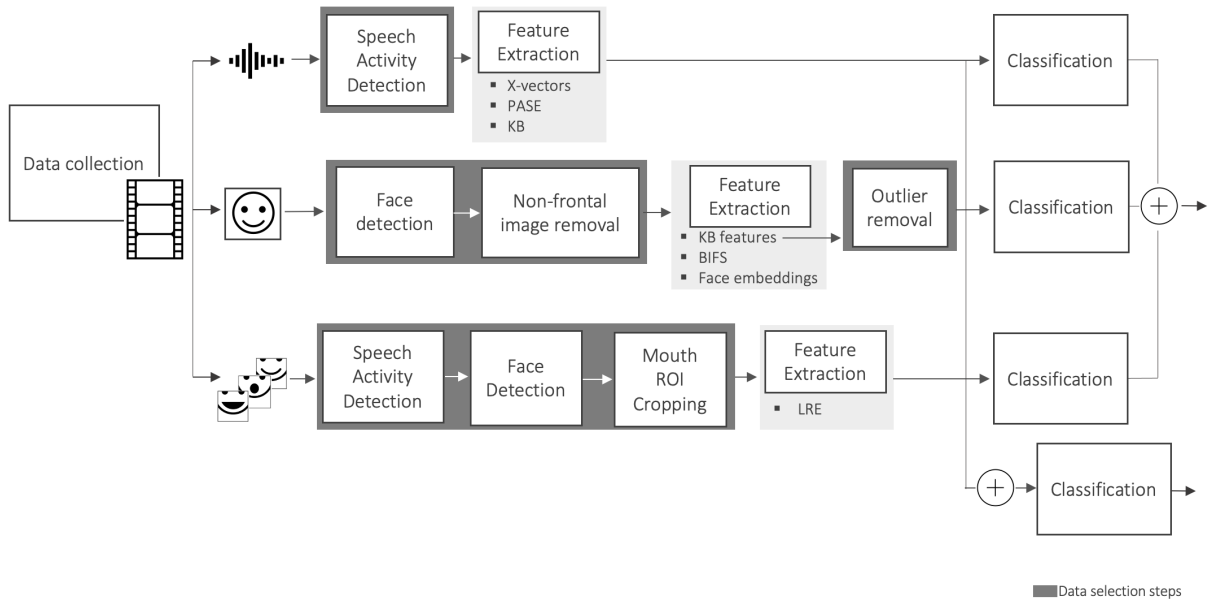 Data collection
Speech
Activity
Detection
Feature
Extraction
▪ X-vectors
▪ PASE
▪ KB
Classification
Face
detection
Non-frontal
image removal
Feature
Extraction
▪ KB features
▪ BIFS
▪ Face embeddings
Outlier
removal
Classification
+
Speech
Activity
Detection
Face
Detection
Mouth
ROI
Cropping
Feature
Extraction
▪ LRE
Classification
+
Classification
Data selection steps